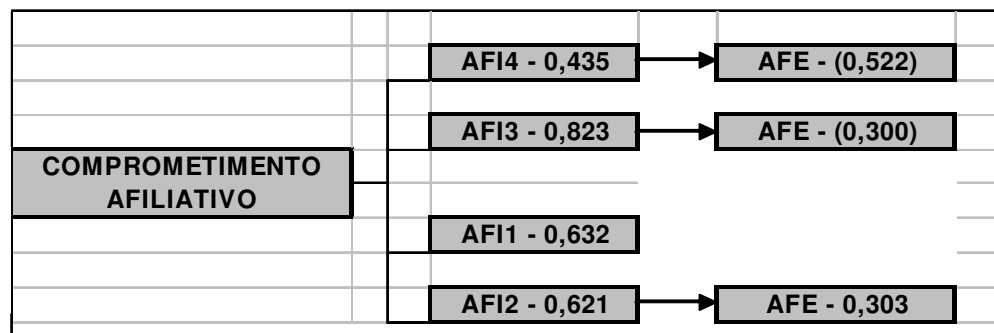 AFI4 - 0,435
AFE - (0,522)
AFI3 - 0,823
AFE - (0,300)
COMPROMETIMENTO
AFILIATIVO
AFI1 - 0,632
AFI2 - 0,621
AFE - 0,303